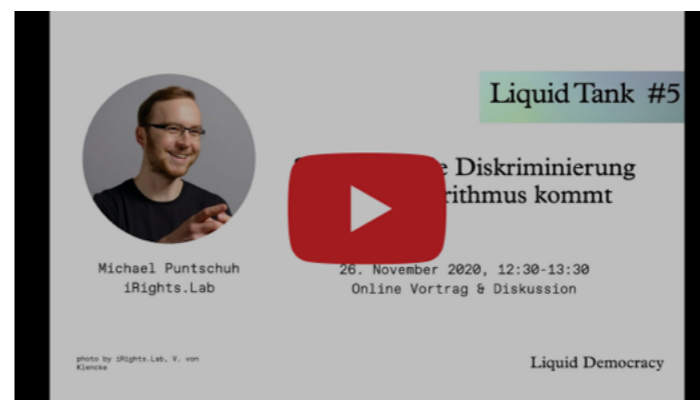 Liquid Tank #5
Diskriminierung
kommt
Michael Puntschuh
iRights.Lab
26. November 2020, 12:30-13:30
Online Vortrag & Diskussion
photo by iRights.Lab, V. von
Klencke
Liquid Democracy